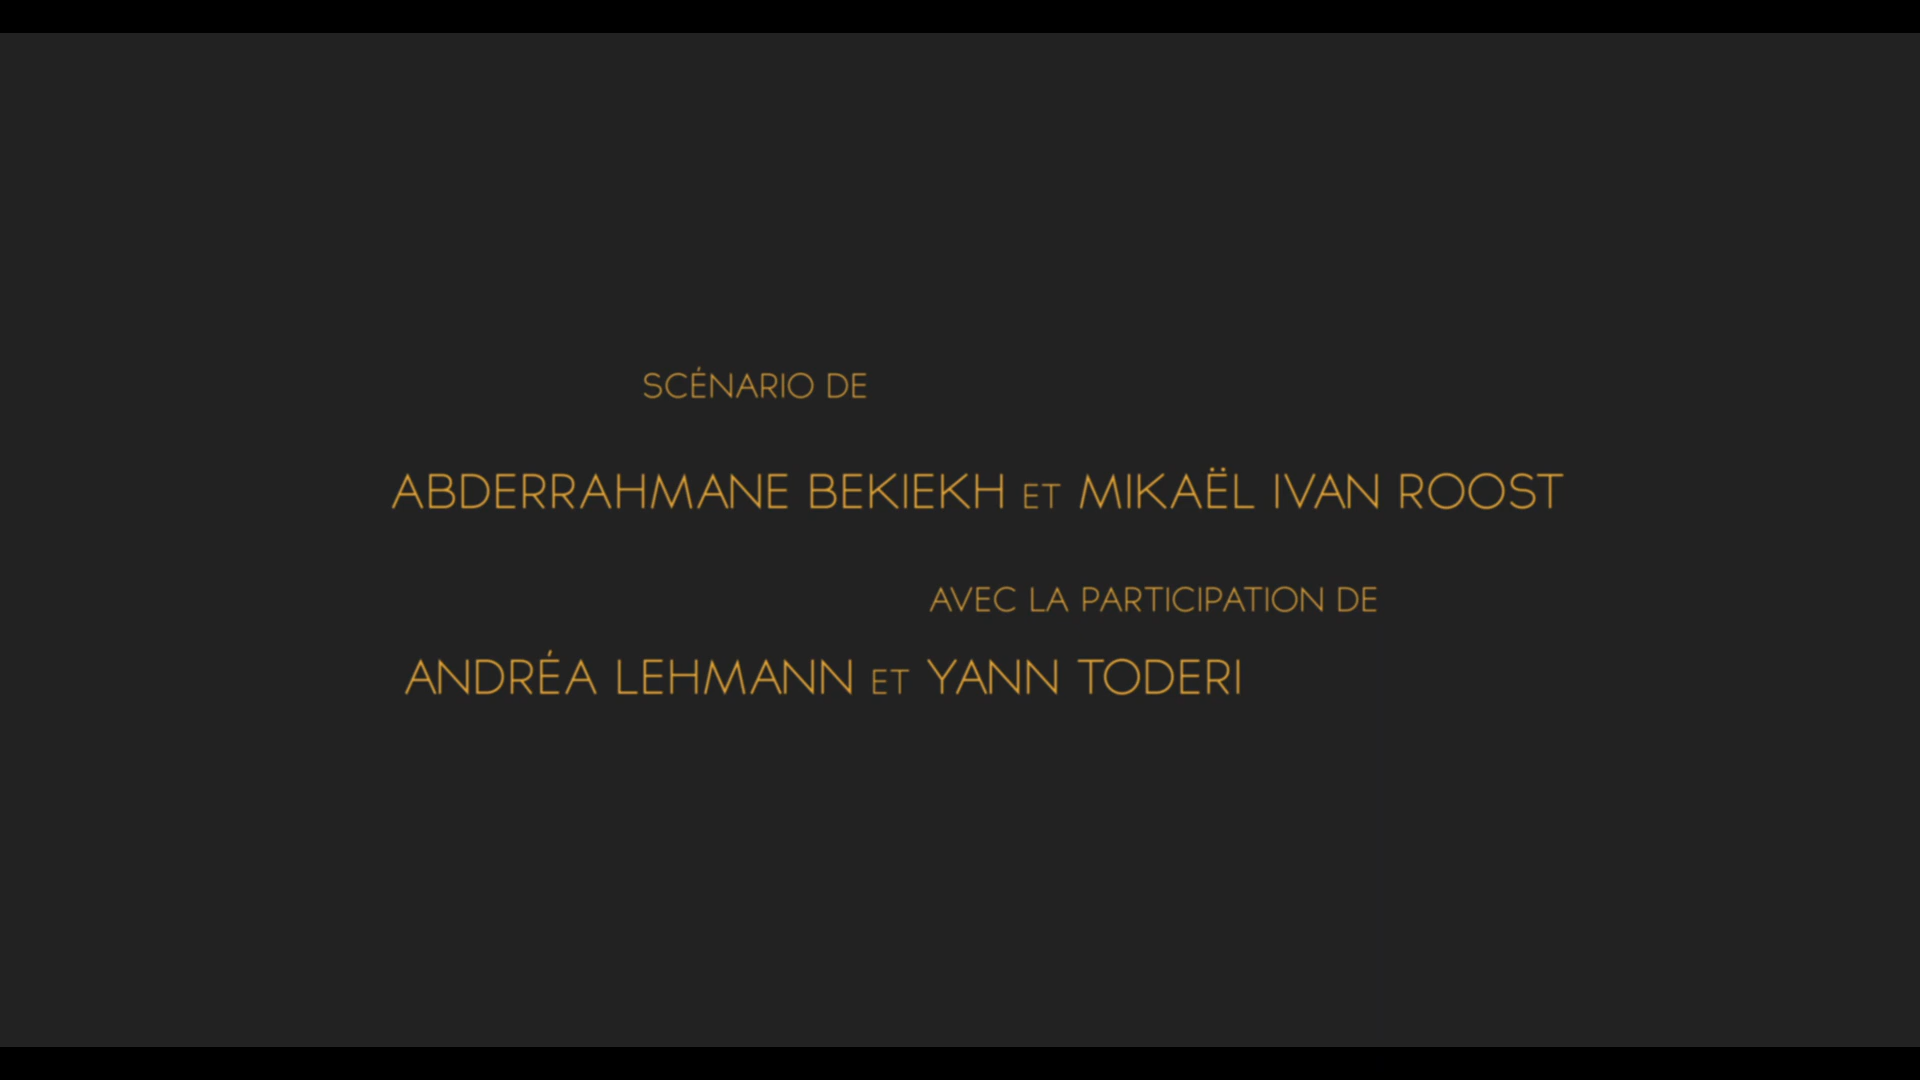 SCÉNARIO DE
ABDERRAHMANE BEKIEKH ET MIKAËL IVAN ROOST
AVEC LA PARTICIPATION DE
ANDRÉA LEHMANN ET YANN TODERI